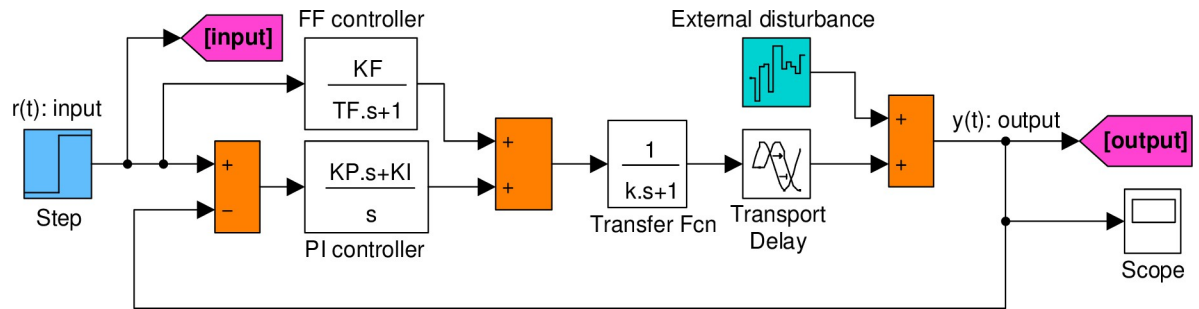 FF controller
External disturbance
[input]
KF
TF.s+1
r(t): input
+
+
y(t): output
[output]
+
−
KP.s+KI
s
+
1
k.s+1
+
Step
PI controller
Transfer Fcn
Transport
Delay
Scope